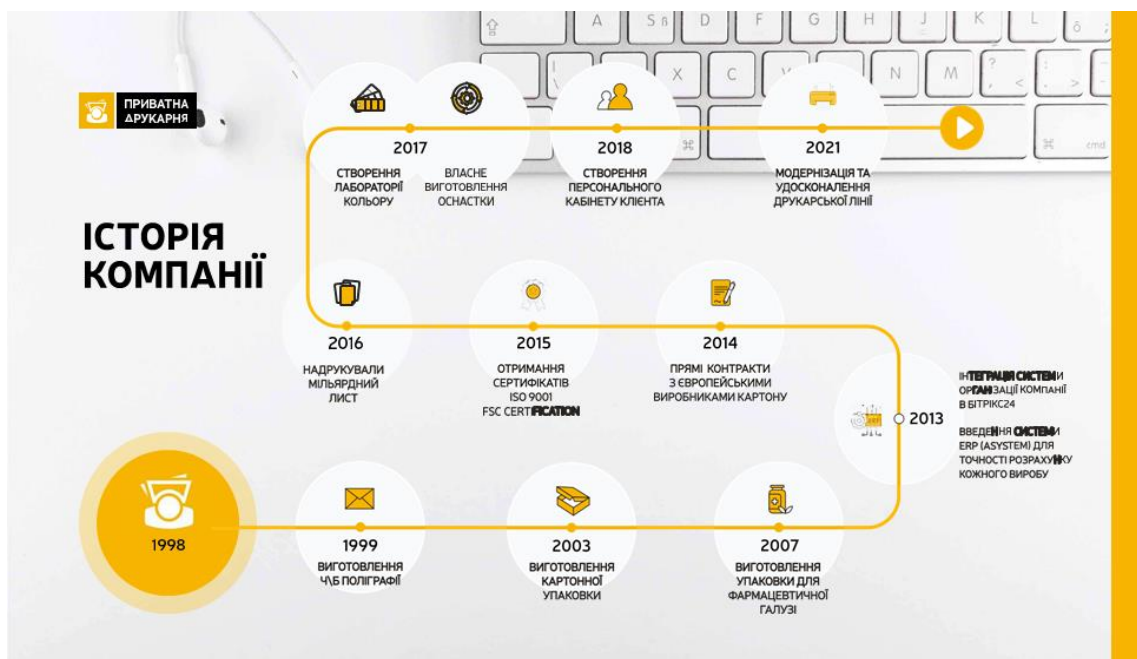 ПРИВАТНА
ДРУКАРНЯ
ІСТОРІЯ
КОМПАНІЇ
2017
СТВОРЕННЯ
ЛАБОРАТОРІЇ
КОЛЬОРУ
ВЛАСНЕ
ВИГОТОВЛЕННЯ
ОСНАСТКИ
2018
СТВОРЕННЯ
ПЕРСОНАЛЬНОГО
КАБІНЕТУ КЛІЄНТА
2021
МОДЕРНІЗАЦІЯ ТА
УДОСКОНАЛЕННЯ
ДРУКАРСЬКОЇ ЛІНІЇ
2016
НАДРУКУВАЛИ
МІЛЬЯРДНИЙ
ЛИСТ
2015
ОТРИМАННЯ
СЕРТИФІКАТІВ
ISO 9001
FSC CERTIFICATION
2014
ПРЯМІ КОНТРАКТИ
З ЄВРОПЕЙСЬКИМИ
ВИРОБНИКАМИ КАРТОНУ
2013
ІНТЕГРАЦІЯ СИСТЕМИ
ОРГАНІЗАЦІЇ КОМПАНІЇ
В БІТРІКС24
ВВЕДЕННЯ СИСТЕМИ
ERP (ASYSTEM) ДЛЯ
ТОЧНОСТІ РОЗРАХУНКУ
КОЖНОГО ВИРОБУ
1998
1999
ВИГОТОВЛЕННЯ
Ч\Б ПОЛІГРАФІЇ
2003
ВИГОТОВЛЕННЯ
КАРТОННОЇ
УПАКОВКИ
2007
ВИГОТОВЛЕННЯ
УПАКОВКИ ДЛЯ
ФАРМАЦЕВТИЧНОЇ
ГАЛУЗІ
A S ß D F G H J K L ö
X C V N M ? ; :
⌘ ⌘ cmd